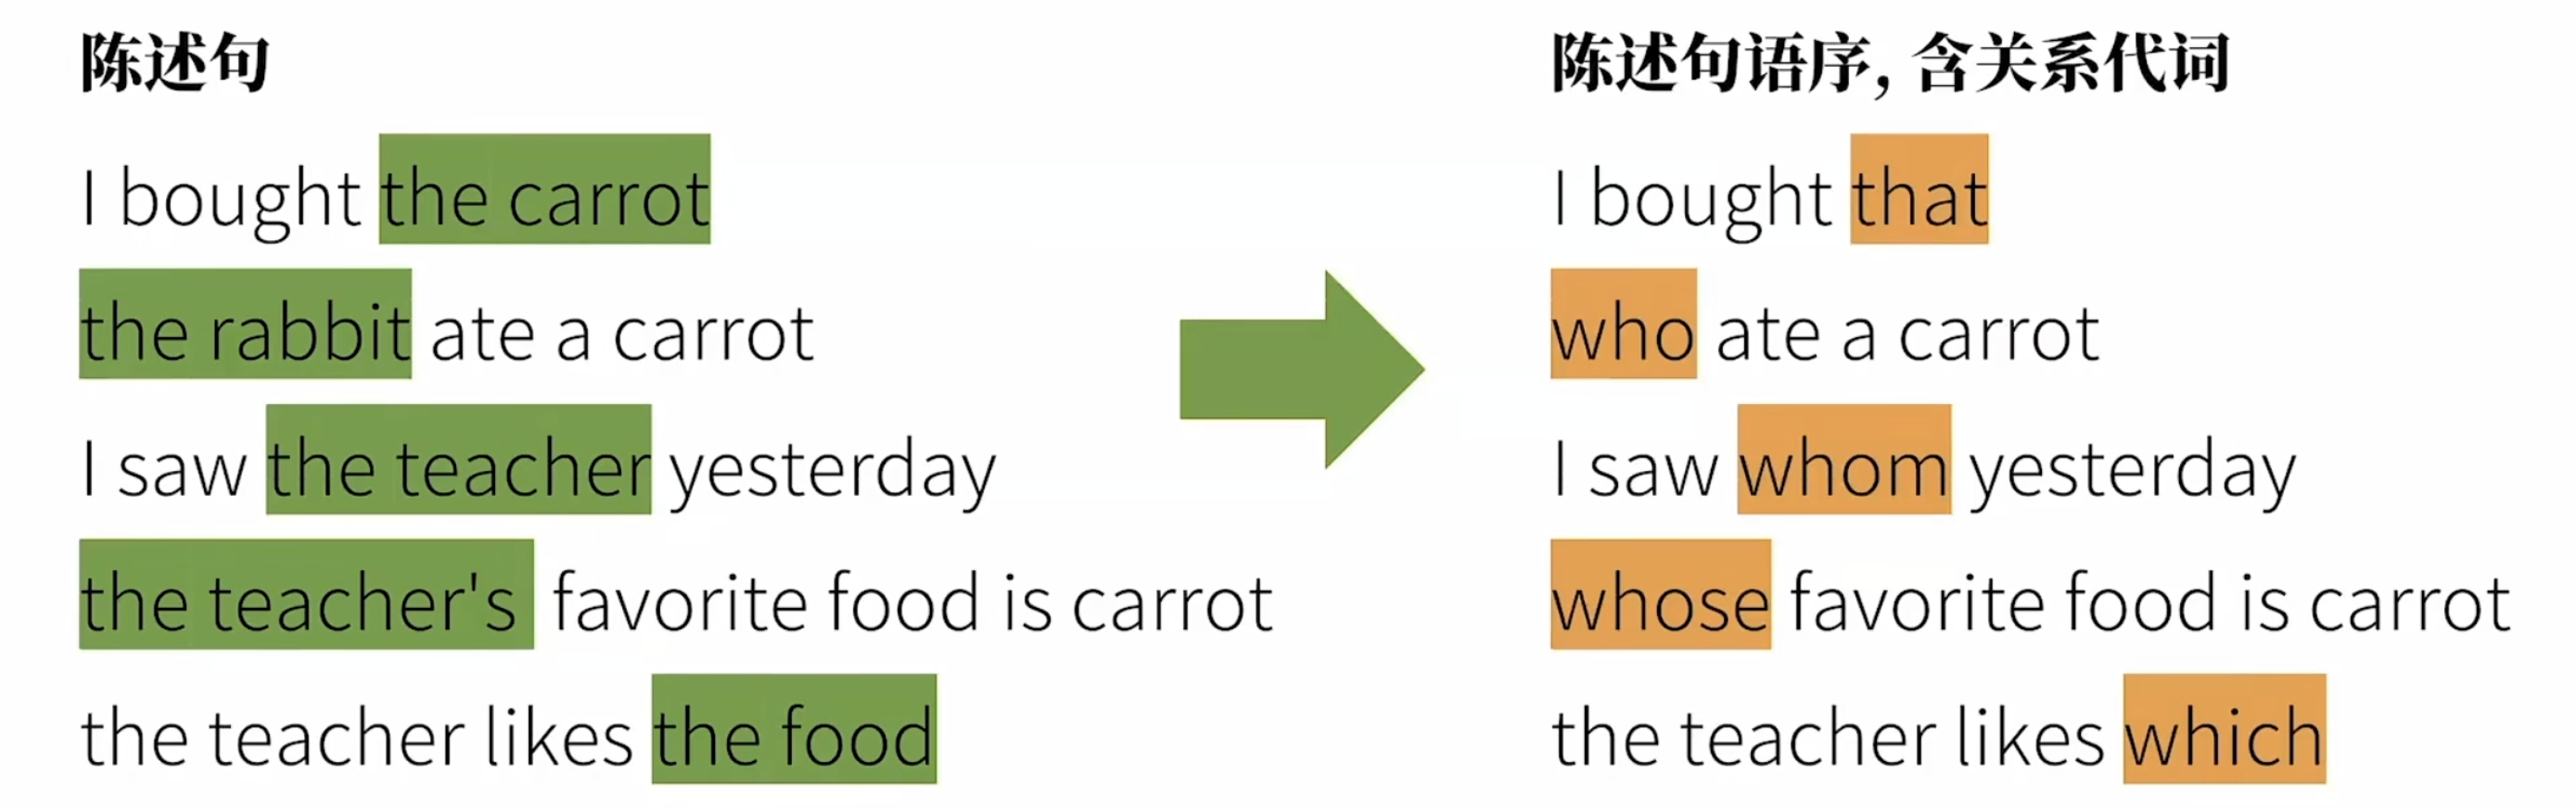 陈述句
I bought the carrot
the rabbit ate a carrot
I saw the teacher yesterday
the teacher's favorite food is carrot
the teacher likes the food
陈述句语序, 含关系代词
I bought that
who ate a carrot
I saw whom yesterday
whose favorite food is carrot
the teacher likes which